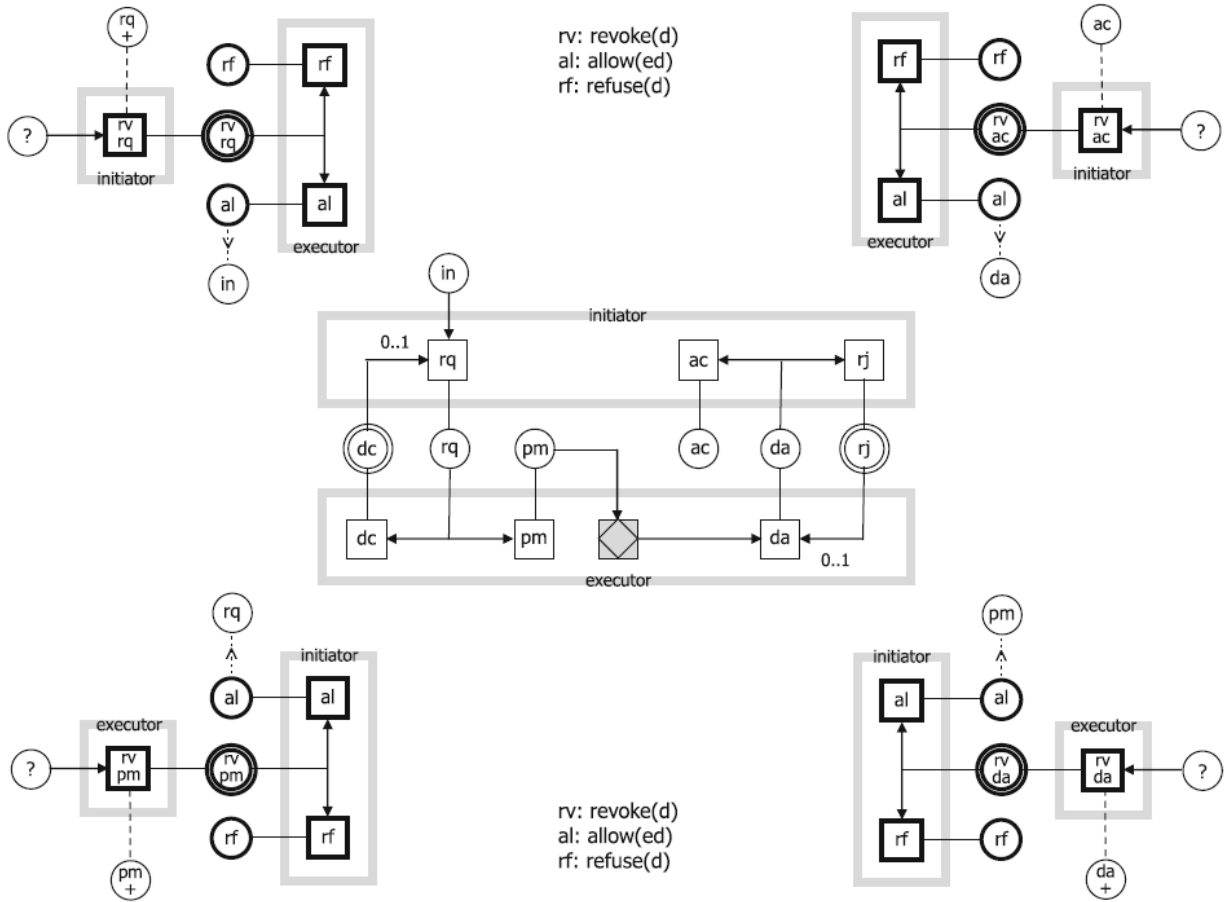 rq
+
rf
rf
?
rv
rq
rv
rq
initiator
al
al
executor
in
rv: revoke(d)
al: allow(ed)
rf: refuse(d)
ac
rf
rf
rv
ac
rv
ac
?
initiator
al
al
executor
da
in
initiator
0..1
rq
ac
rj
dc
rq
pm
ac
da
rj
dc
pm
da
0..1
executor
rq
initiator
al
al
executor
?
rv
pm
rv
pm
rf
rf
pm
+
rv: revoke(d)
al: allow(ed)
rf: refuse(d)
pm
initiator
al
al
executor
rv
da
rv
da
?
rf
rf
da
+